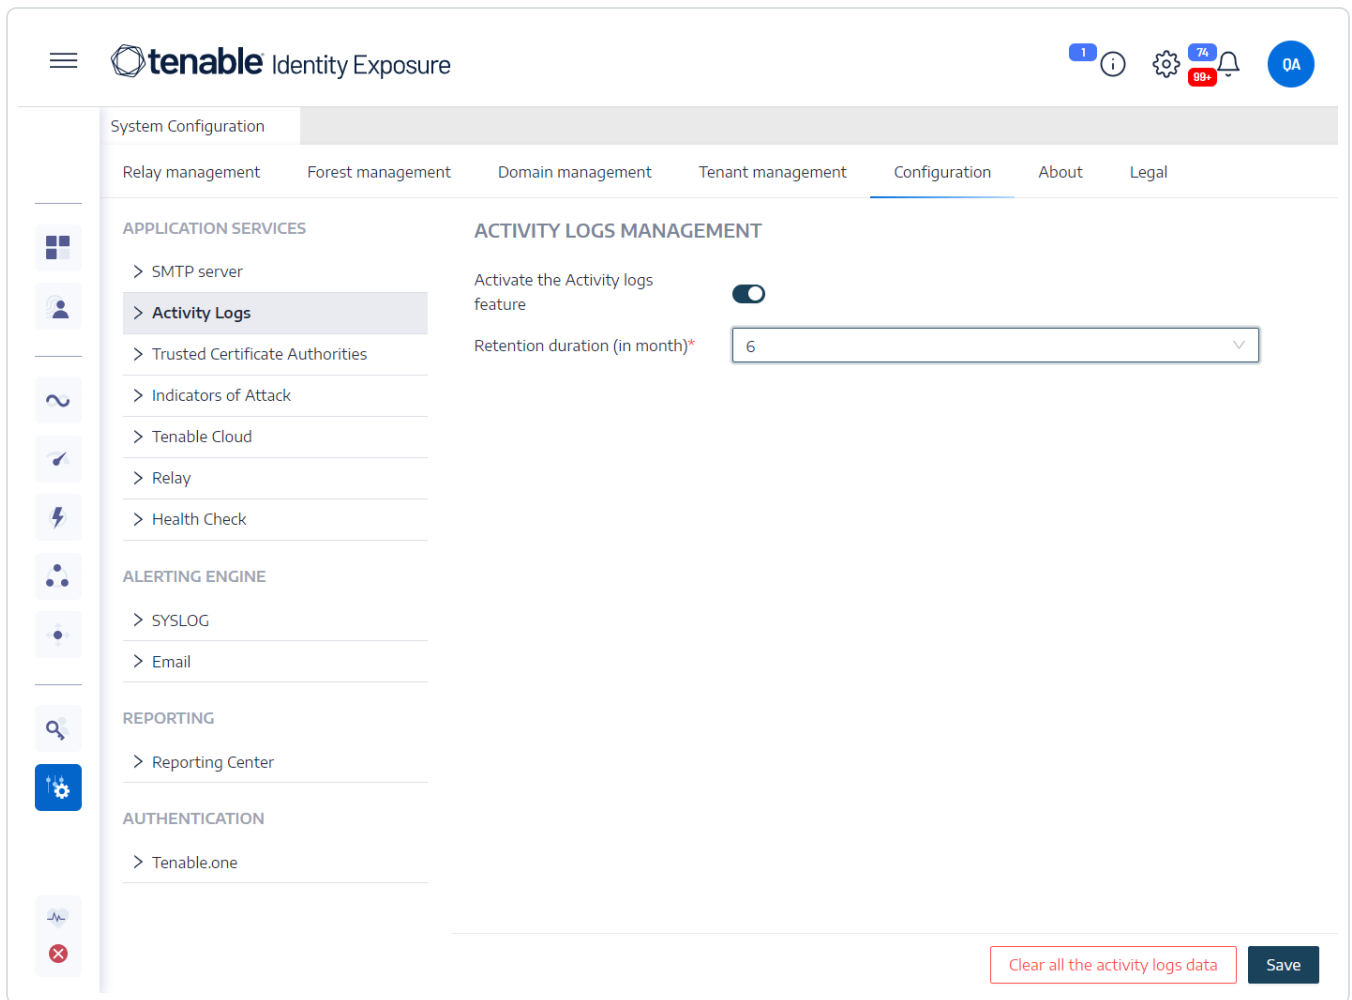 tenable Identity Exposure
1
74
99+
QA
System Configuration
Relay management Forest management Domain management Tenant management Configuration About Legal
APPLICATION SERVICES
SMTP server
Activity Logs
Trusted Certificate Authorities
Indicators of Attack
Tenable Cloud
Relay
Health Check
ALERTING ENGINE
SYSLOG
Email
REPORTING
Reporting Center
AUTHENTICATION
Tenable.one
ACTIVITY LOGS MANAGEMENT
Activate the Activity logs
feature
Retention duration (in month)*
6
Clear all the activity logs data
Save